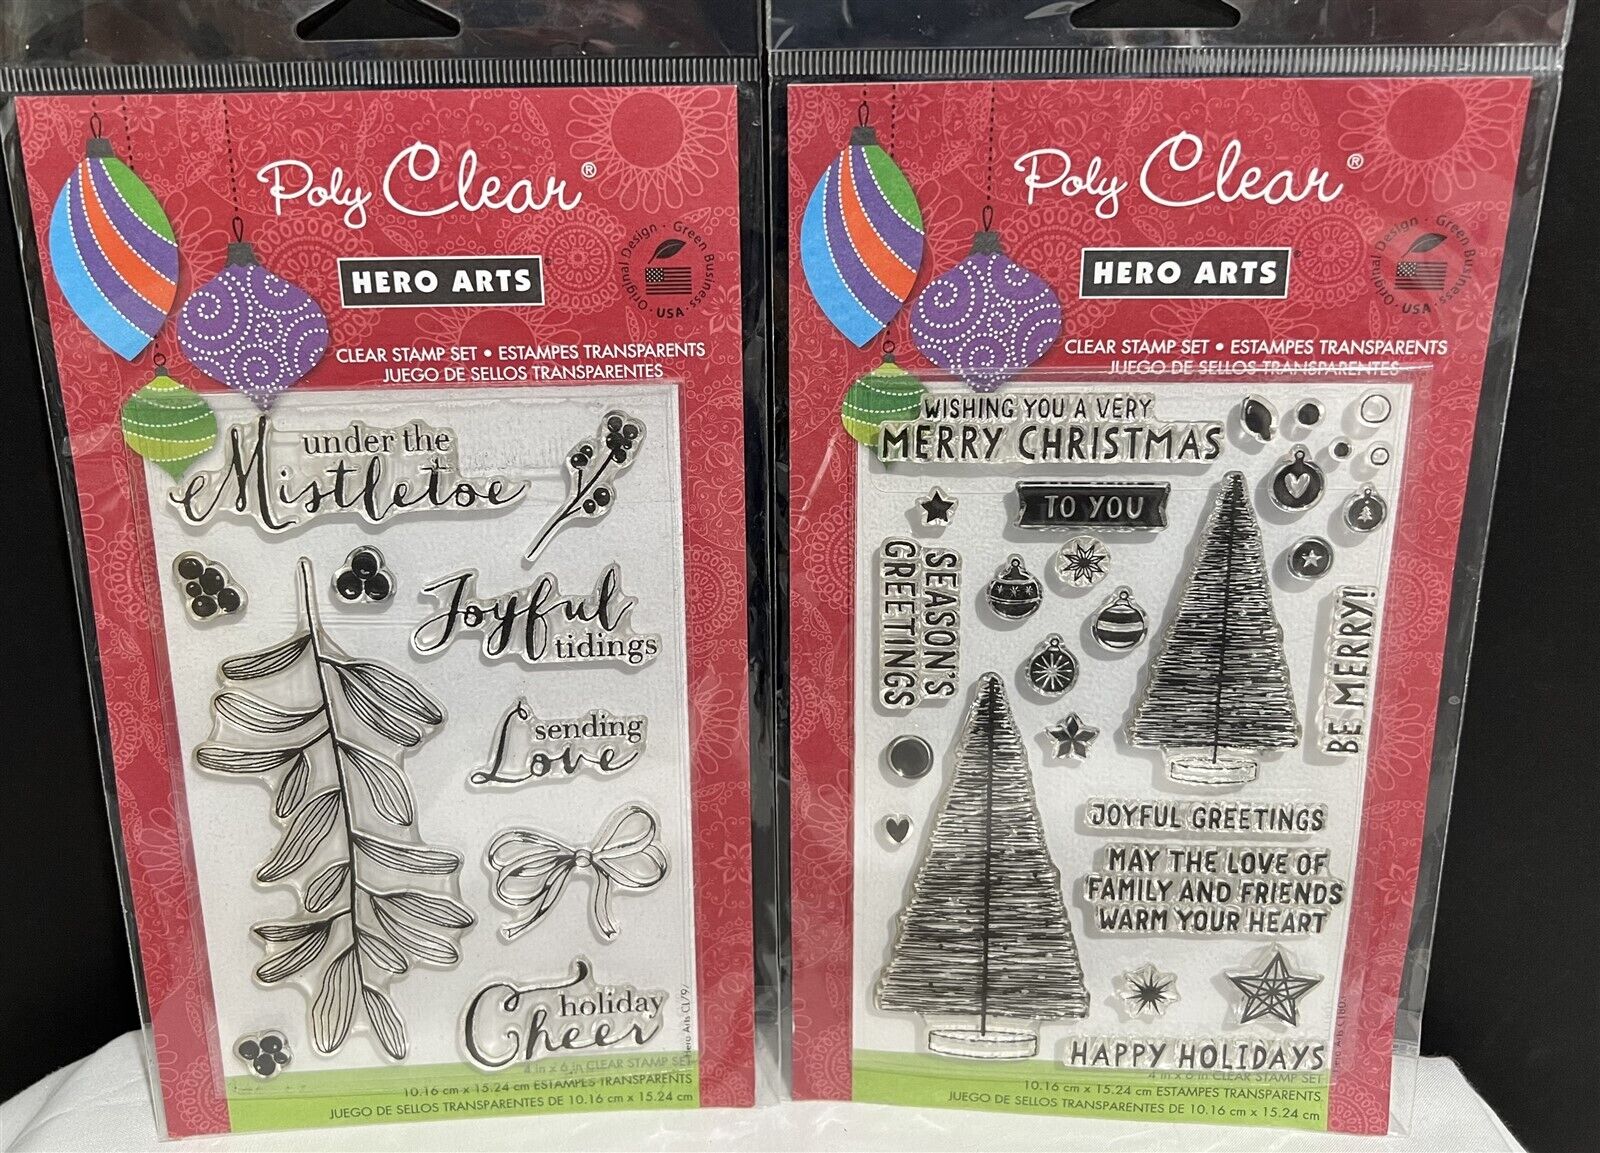 Poly Clear®
HERO ARTS®
Original Design · Green Business · USA ·
CLEAR STAMP SET • ESTAMPES TRANSPARENTS
JUEGO DE SELLOS TRANSPARENTES
under the
Mistletoe
Joyful
tidings
sending
Love
holiday
Cheer
4 in x 6 in CLEAR STAMP SET
10.16 cm x 15.24 cm ESTAMPES TRANSPARENTS
JUEGO DE SELLOS TRANSPARENTES DE 10.16 cm x 15.24 cm
Poly Clear®
HERO ARTS®
Original Design · Green Business · USA ·
CLEAR STAMP SET • ESTAMPES TRANSPARENTS
JUEGO DE SELLOS TRANSPARENTES
WISHING YOU A VERY
MERRY CHRISTMAS
TO YOU
SEASON'S
GREETINGS
BE MERRY!
JOYFUL GREETINGS
MAY THE LOVE OF
FAMILY AND FRIENDS
WARM YOUR HEART
HAPPY HOLIDAYS
4 in x 6 in CLEAR STAMP SET
10.16 cm x 15.24 cm ESTAMPES TRANSPARENTS
JUEGO DE SELLOS TRANSPARENTES DE 10.16 cm x 15.24 cm